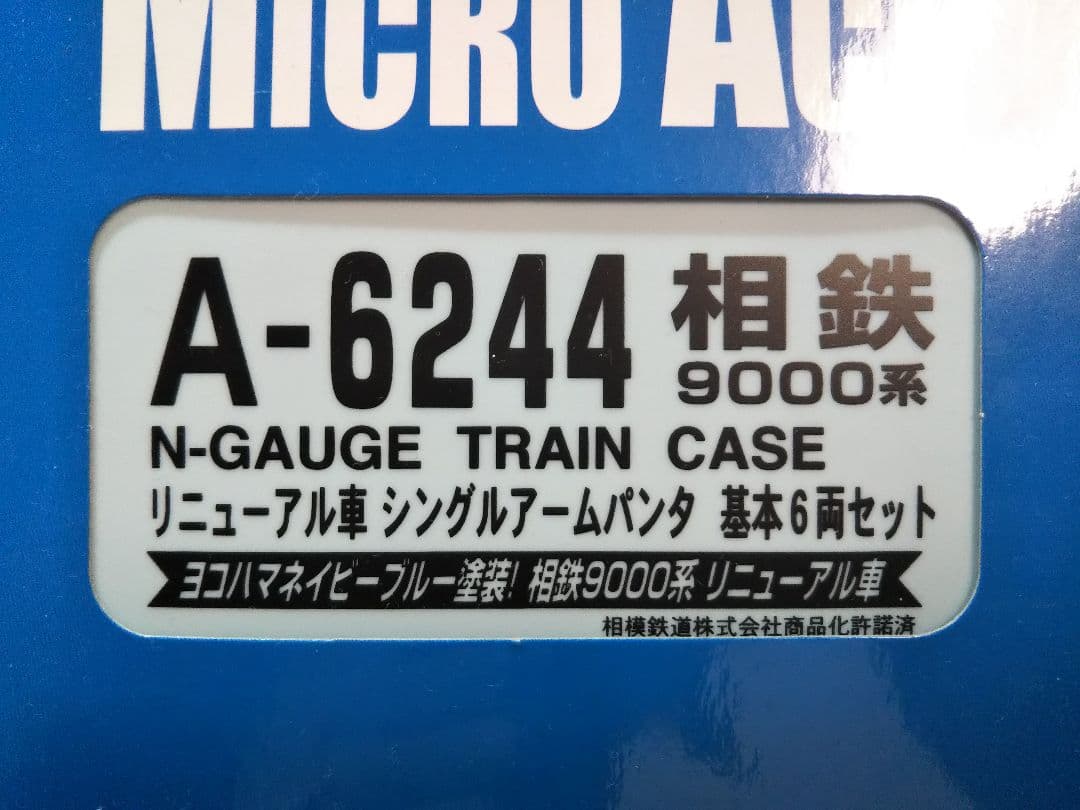 MICRO AC
A-6244 相鉄
9000系
N-GAUGE TRAIN CASE
リニューアル車 シングルアームパンタ 基本6両セット
ヨコハマネイビーブルー塗装! 相鉄9000系 リニューアル車
相模鉄道株式会社商品化許諾済